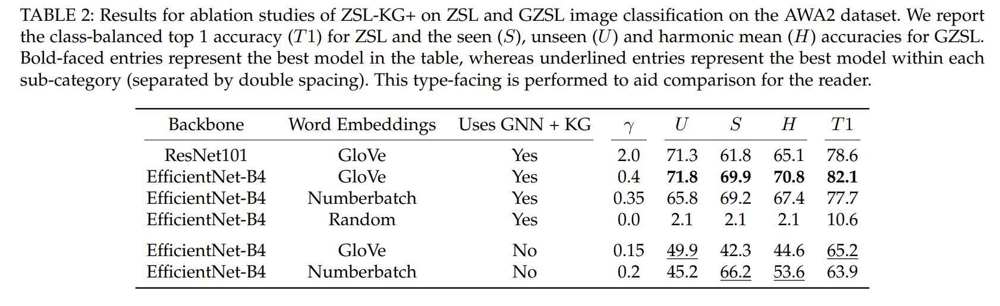 TABLE 2: Results for ablation studies of ZSL-KG+ on ZSL and GZSL image classification on the AWA2 dataset. We report
the class-balanced top 1 accuracy (T1) for ZSL and the seen (S), unseen (U) and harmonic mean (H) accuracies for GZSL.
Bold-faced entries represent the best model in the table, whereas underlined entries represent the best model within each
sub-category (separated by double spacing). This type-facing is performed to aid comparison for the reader.
Backbone Word Embeddings Uses GNN + KG γ U S H T1
ResNet101 GloVe Yes 2.0 71.3 61.8 65.1 78.6
EfficientNet-B4 GloVe Yes 0.4 71.8 69.9 70.8 82.1
EfficientNet-B4 Numberbatch Yes 0.35 65.8 69.2 67.4 77.7
EfficientNet-B4 Random Yes 0.0 2.1 2.1 2.1 10.6
EfficientNet-B4 GloVe No 0.15 49.9 42.3 44.6 65.2
EfficientNet-B4 Numberbatch No 0.2 45.2 66.2 53.6 63.9